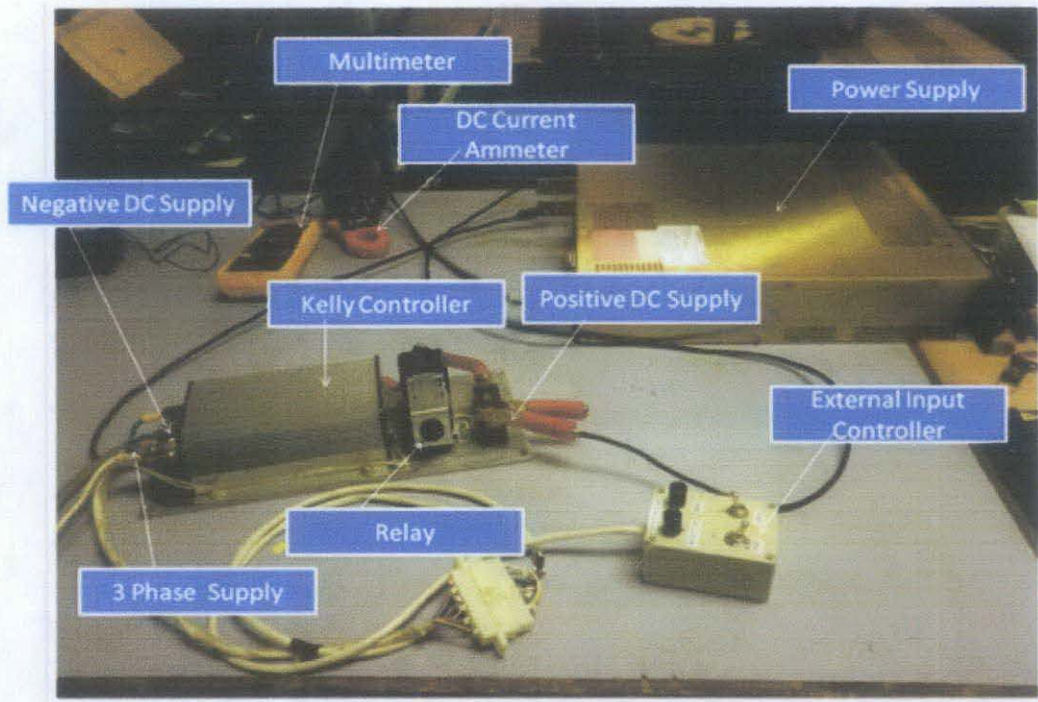 Multimeter
Power Supply
DC Current
Ammeter
Negative DC Supply
Kelly Controller
Positive DC Supply
External Input
Controller
Relay
3 Phase Supply